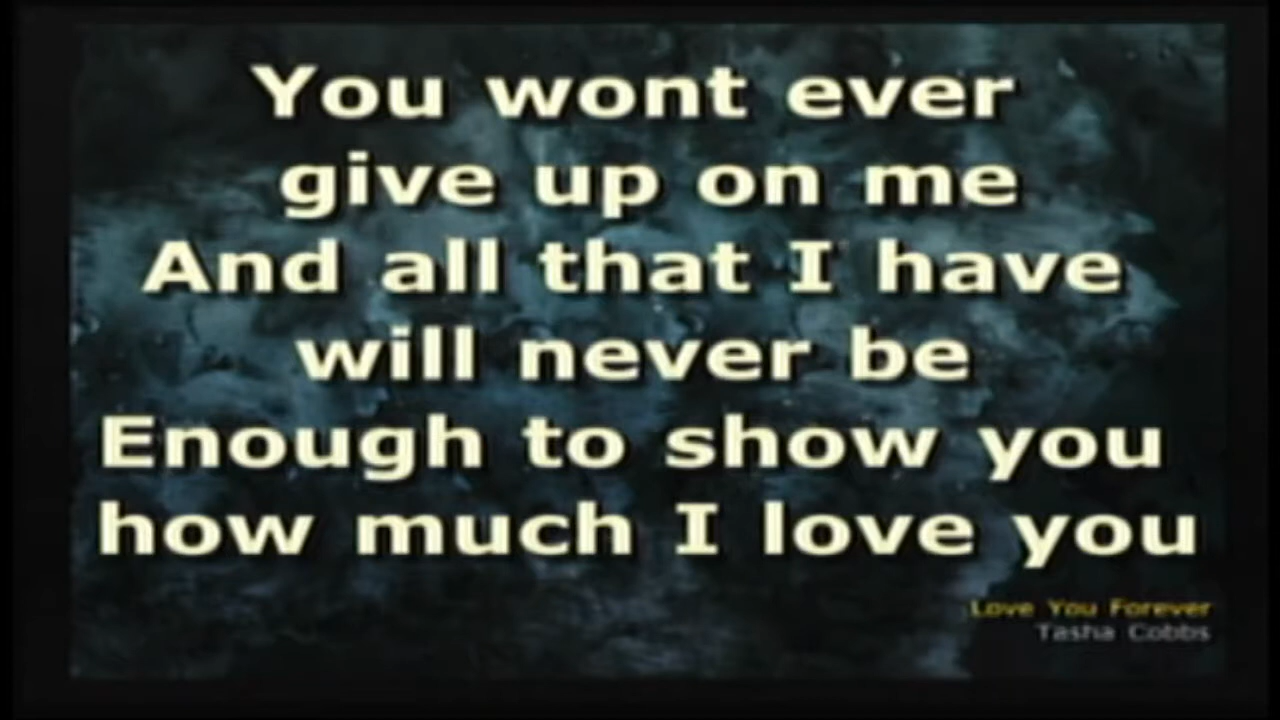 You wont ever
give up on me
And all that I have
will never be
Enough to show you
how much I love you
Love You Forever
Tasha Cobbs